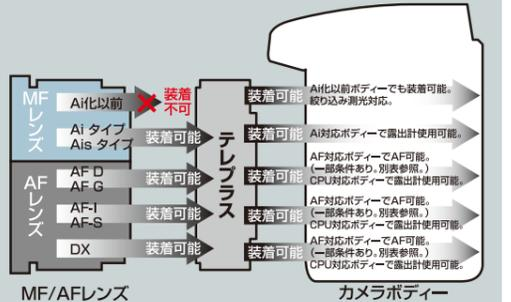 MFレンズ
Ai化以前
装着
不可
Ai タイプ
Ais タイプ
装着可能
AFレンズ
AF D
AF G
装着可能
AF-I
AF-S
装着可能
DX
装着可能
テレプラス
装着可能
Ai化以前ボディーでも装着可能。
絞り込み測光対応。
装着可能
Ai対応ボディーで露出計使用可能。
装着可能
AF対応ボディーでAF可能。
(一部条件あり。別表参照。)
CPU対応ボディーで露出計使用可能。
装着可能
AF対応ボディーでAF可能。
(一部条件あり。別表参照。)
CPU対応ボディーで露出計使用可能。
装着可能
AF対応ボディーでAF可能。
(一部条件あり。別表参照。)
CPU対応ボディーで露出計使用可能。
MF/AFレンズ
カメラボディー